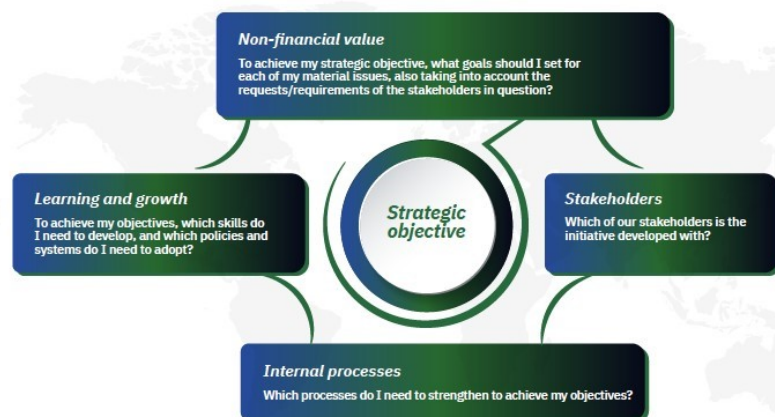 Non-financial value
To achieve my strategic objective, what goals should I set for
each of my material issues, also taking into account the
requests/requirements of the stakeholders in question?
Learning and growth
To achieve my objectives, which skills do
I need to develop, and which policies and
systems do I need to adopt?
Strategic
objective
Stakeholders
Which of our stakeholders is the
initiative developed with?
Internal processes
Which processes do I need to strengthen to achieve my objectives?